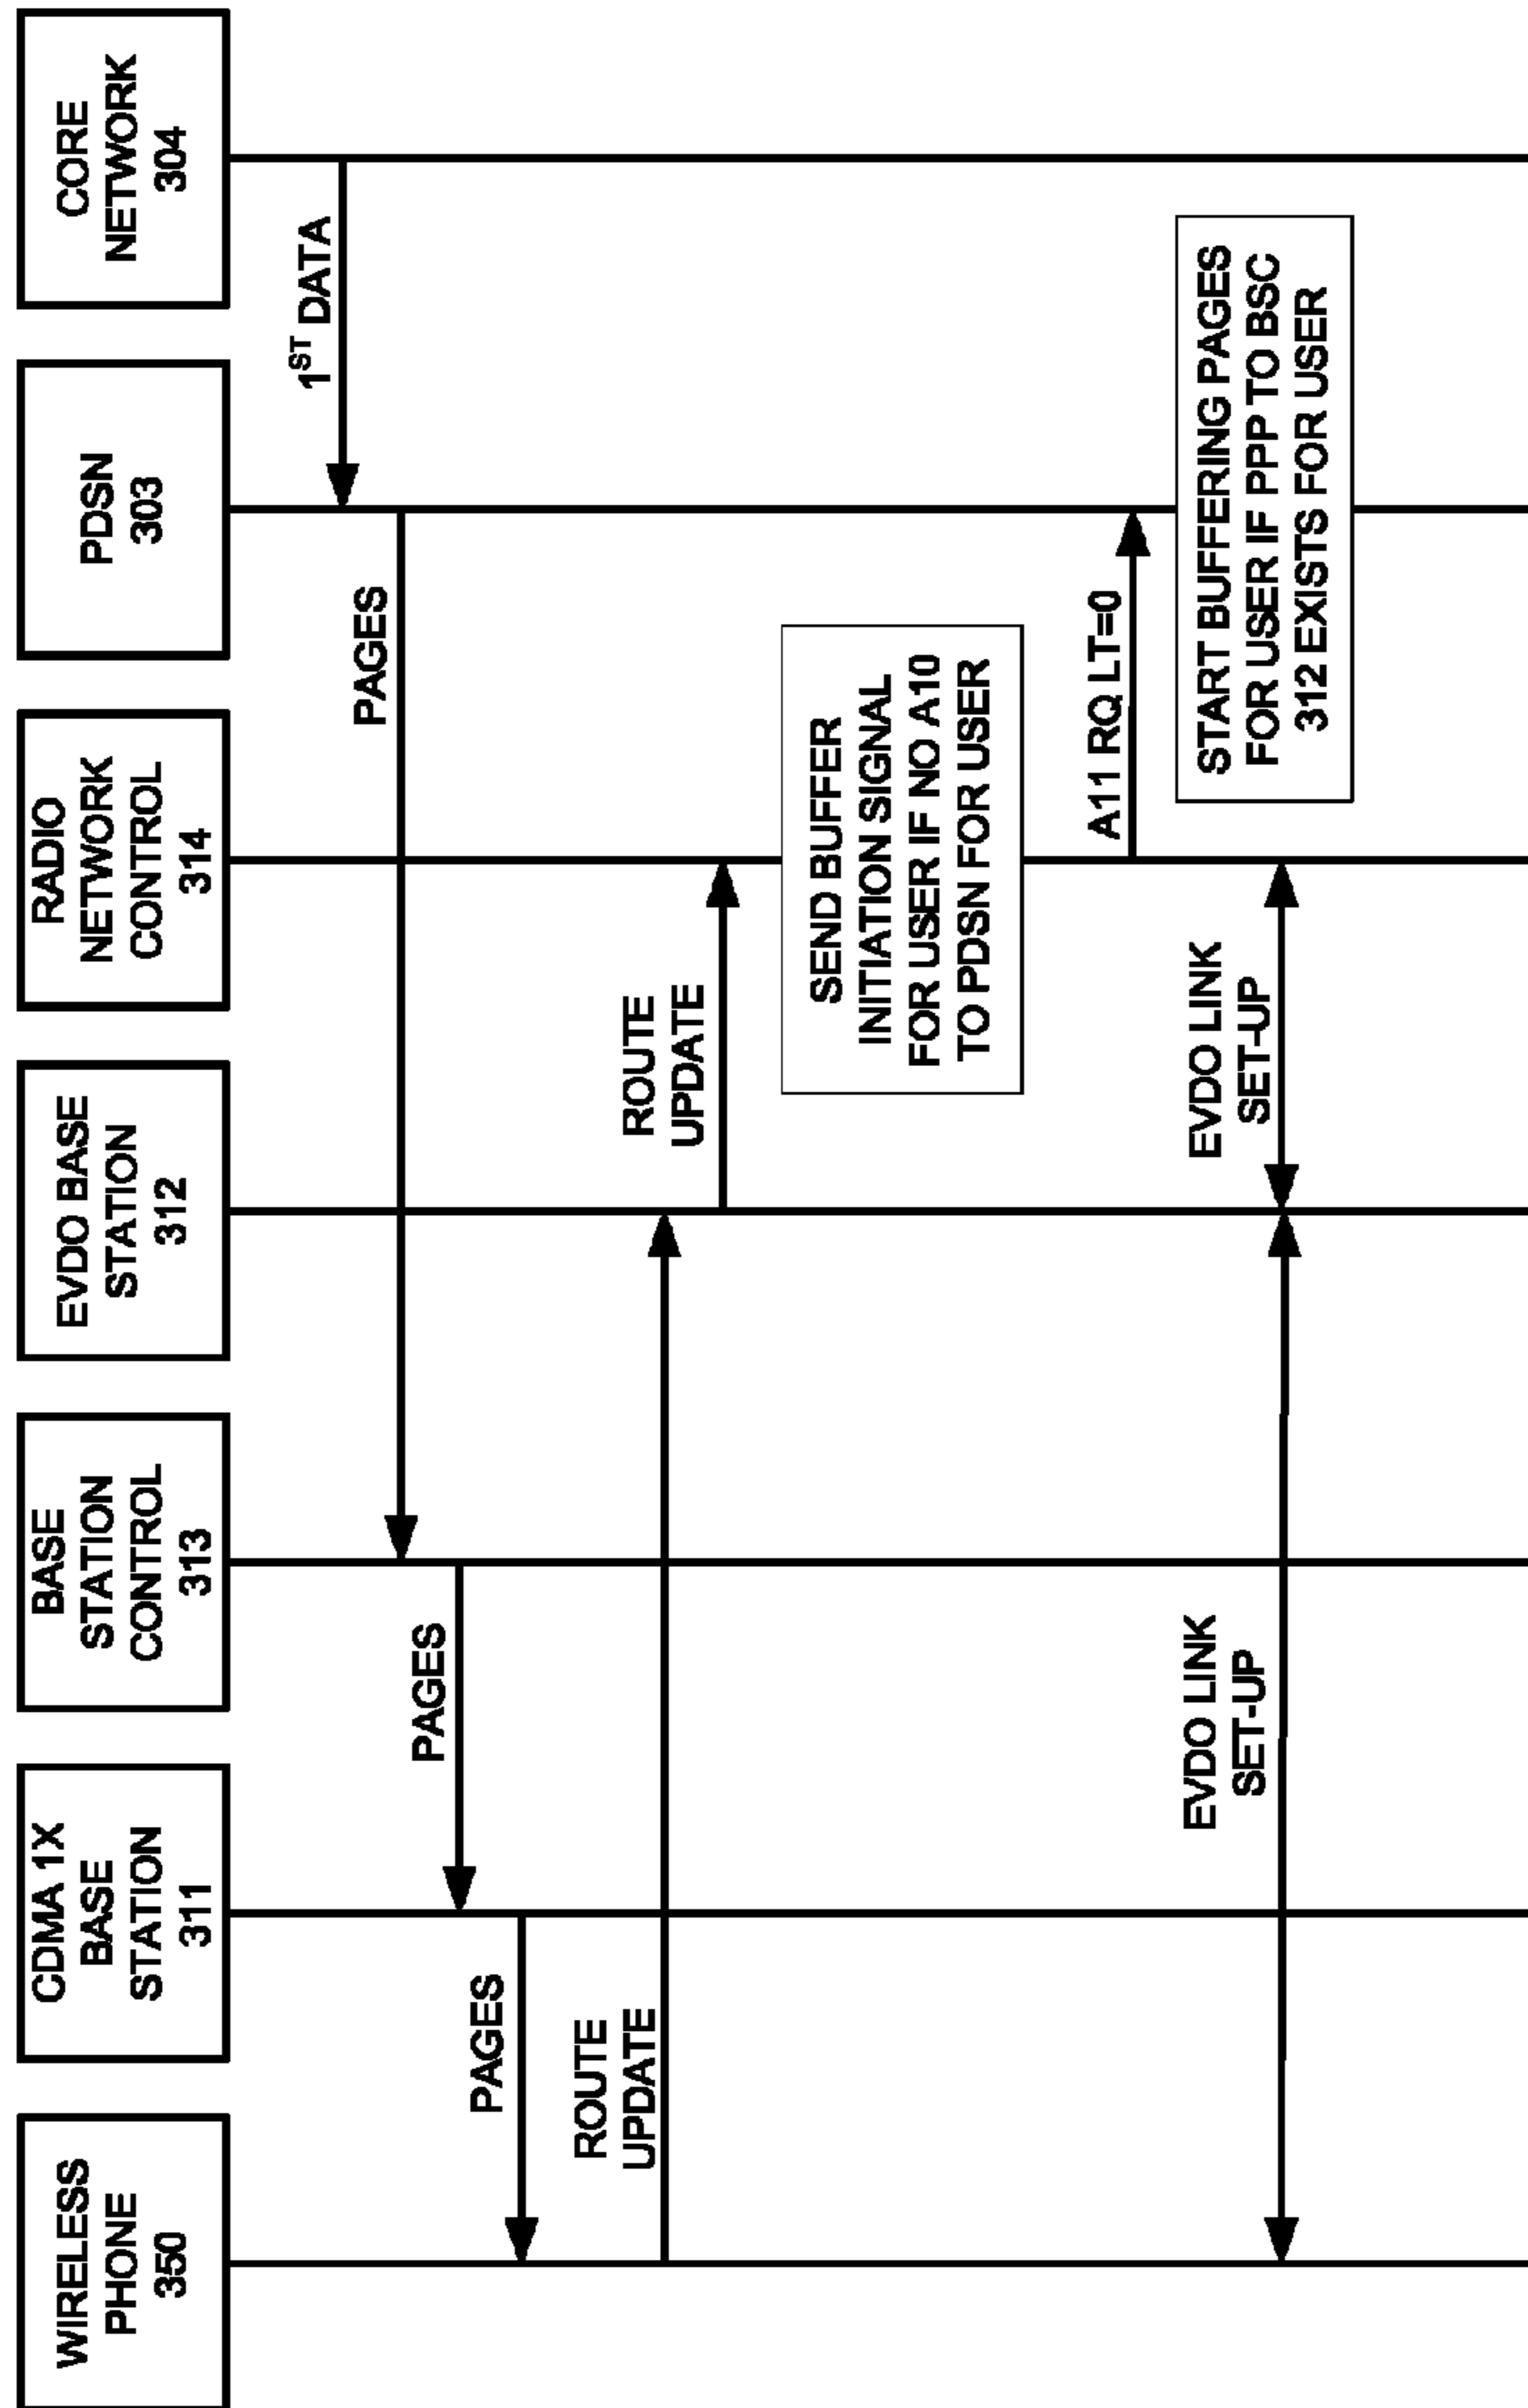 WIRELESS
PHONE
350
CDMA 1X
BASE
STATION
311
BASE
STATION
CONTROL
313
EVDO BASE
STATION
312
RADIO
NETWORK
CONTROL
314
PDSN
303
CORE
NETWORK
304
1ST DATA
PAGES
PAGES
PAGES
ROUTE
UPDATE
ROUTE
UPDATE
SEND BUFFER
INITIATION SIGNAL
FOR USER IF NO A10
TO PDSN FOR USER
A11 RQ LT=0
START BUFFERING PAGES
FOR USER IF PPP TO BSC
312 EXISTS FOR USER
EVDO LINK
SET-UP
EVDO LINK
SET-UP